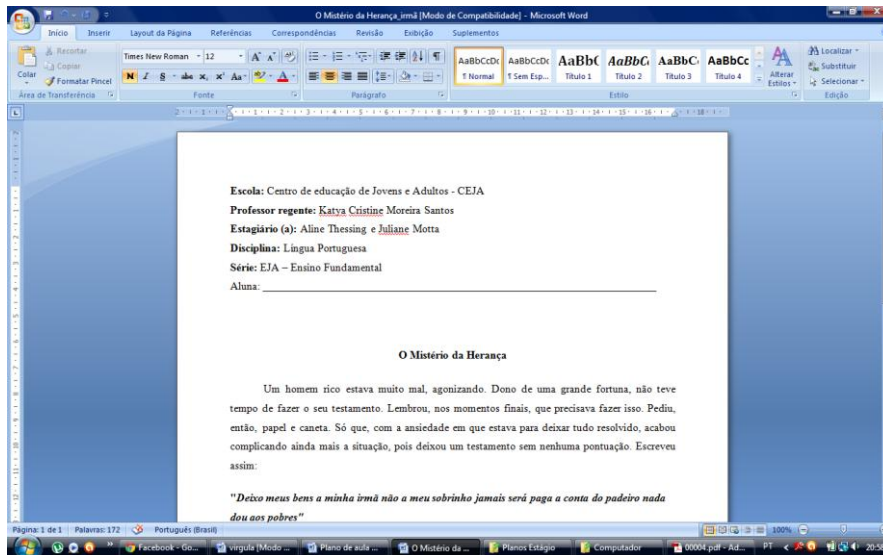 O Mistério da Herança_irmã [Modo de Compatibilidade] - Microsoft Word
Início Inserir Layout da Página Referências Correspondências Revisão Exibição Suplementos
Colar
Recortar
Copiar
Formatar Pincel
Área de Transferência
Times New Roman 12
N I S abc x, x² Aa
Fonte
Parágrafo
AaBbCcDc AaBbCcDc AaBbC AaBbC AaBbC AaBbCc
¶ Normal ¶ Sem Esp... Título 1 Título 2 Título 3 Título 4
Alterar Estilos
Estilo
Localizar
Substituir
Selecionar
Edição
Escola: Centro de educação de Jovens e Adultos - CEJA
Professor regente: Katya Cristine Moreira Santos
Estagiário (a): Aline Thessing e Juliane Motta
Disciplina: Língua Portuguesa
Série: EJA – Ensino Fundamental
Aluna:
O Mistério da Herança
Um homem rico estava muito mal, agonizando. Dono de uma grande fortuna, não teve
tempo de fazer o seu testamento. Lembrou, nos momentos finais, que precisava fazer isso. Pediu,
então, papel e caneta. Só que, com a ansiedade em que estava para deixar tudo resolvido, acabou
complicando ainda mais a situação, pois deixou um testamento sem nenhuma pontuação. Escreveu
assim:
"Deixo meus bens a minha irmã não a meu sobrinho jamais será paga a conta do padeiro nada
dou aos pobres"
Página: 1 de 1 Palavras: 172 Português (Brasil) 100%
Facebook - Go... virgula [Modo ... Plano de aula ... O Mistério da ... Planos Estágio Computador 00004.pdf - Ad... PT